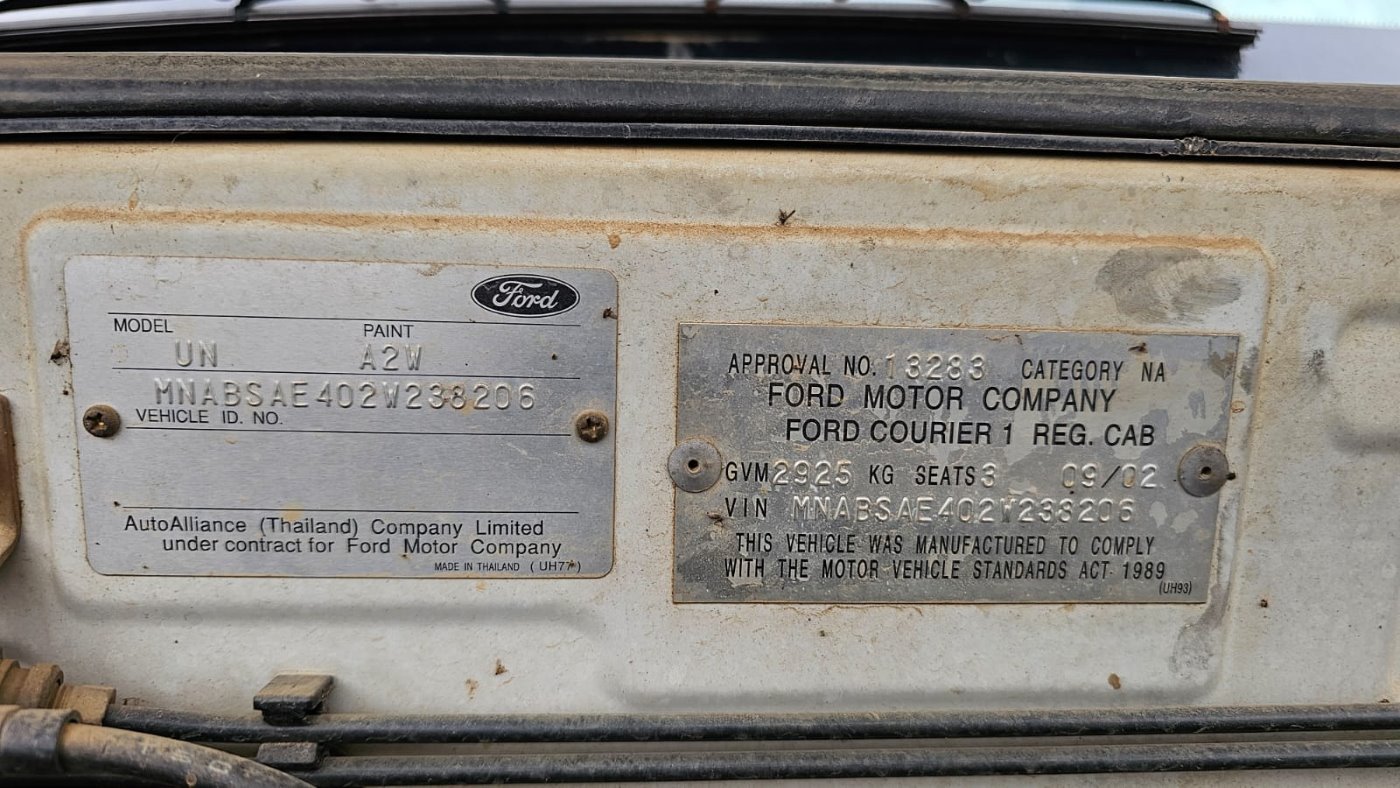 Ford
MODEL PAINT
UN A2W
MNABSAE402W238206
VEHICLE ID. NO.
AutoAlliance (Thailand) Company Limited
under contract for Ford Motor Company
MADE IN THAILAND (UH77)
APPROVAL NO. 13283 CATEGORY NA
FORD MOTOR COMPANY
FORD COURIER 1 REG. CAB
GVM 2925 KG SEATS 3 09/02
VIN MNABSAE402W238206
THIS VEHICLE WAS MANUFACTURED TO COMPLY
WITH THE MOTOR VEHICLE STANDARDS ACT 1989
(UH93)